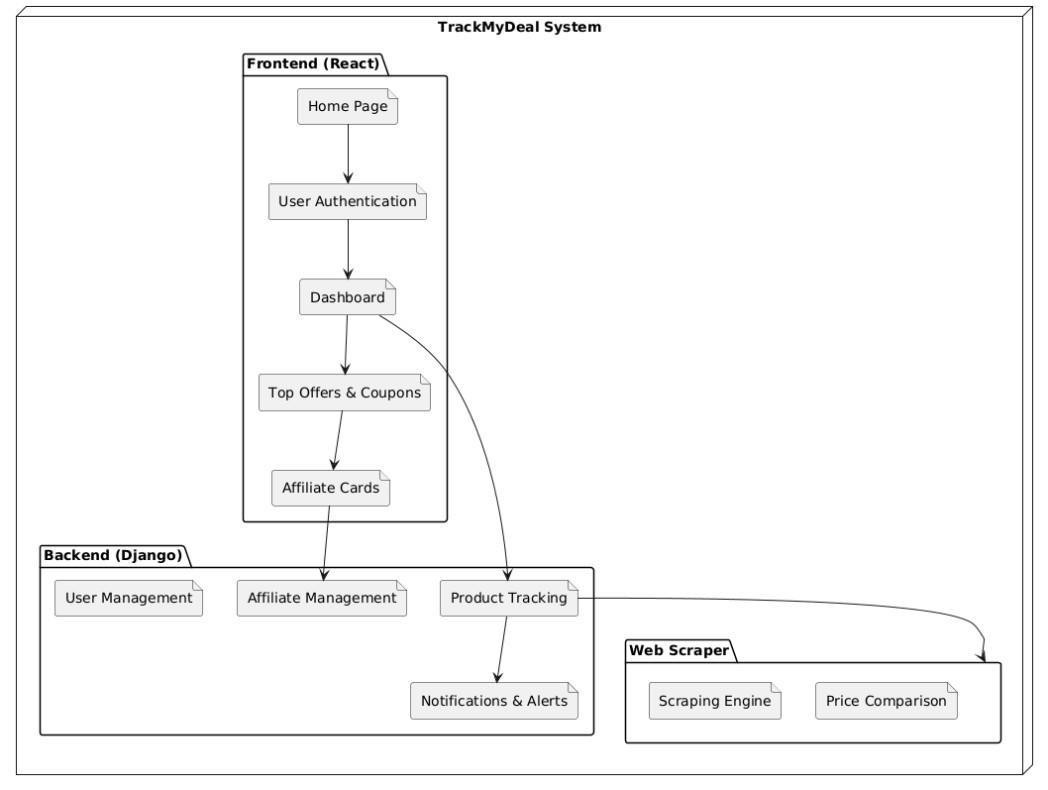 TrackMyDeal System
Frontend (React)
Home Page
User Authentication
Dashboard
Top Offers & Coupons
Affiliate Cards
Backend (Django)
User Management
Affiliate Management
Product Tracking
Notifications & Alerts
Web Scraper
Scraping Engine
Price Comparison